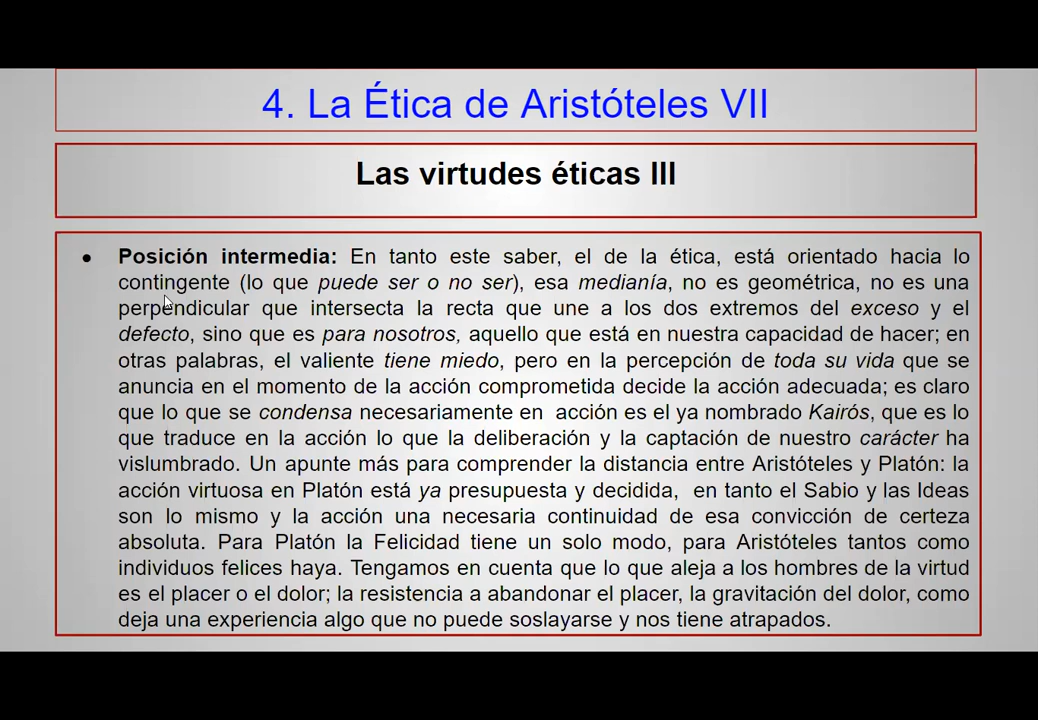 4. La Ética de Aristóteles VII
Las virtudes éticas III
● Posición intermedia: En tanto este saber, el de la ética, está orientado hacia lo
contingente (lo que puede ser o no ser), esa medianía, no es geométrica, no es una
perpendicular que intersecta la recta que une a los dos extremos del exceso y el
defecto, sino que es para nosotros, aquello que está en nuestra capacidad de hacer; en
otras palabras, el valiente tiene miedo, pero en la percepción de toda su vida que se
anuncia en el momento de la acción comprometida decide la acción adecuada; es claro
que lo que se condensa necesariamente en acción es el ya nombrado Kairós, que es lo
que traduce en la acción lo que la deliberación y la captación de nuestro carácter ha
vislumbrado. Un apunte más para comprender la distancia entre Aristóteles y Platón: la
acción virtuosa en Platón está ya presupuesta y decidida, en tanto el Sabio y las Ideas
son lo mismo y la acción una necesaria continuidad de esa convicción de certeza
absoluta. Para Platón la Felicidad tiene un solo modo, para Aristóteles tantos como
individuos felices haya. Tengamos en cuenta que lo que aleja a los hombres de la virtud
es el placer o el dolor; la resistencia a abandonar el placer, la gravitación del dolor, como
deja una experiencia algo que no puede soslayarse y nos tiene atrapados.